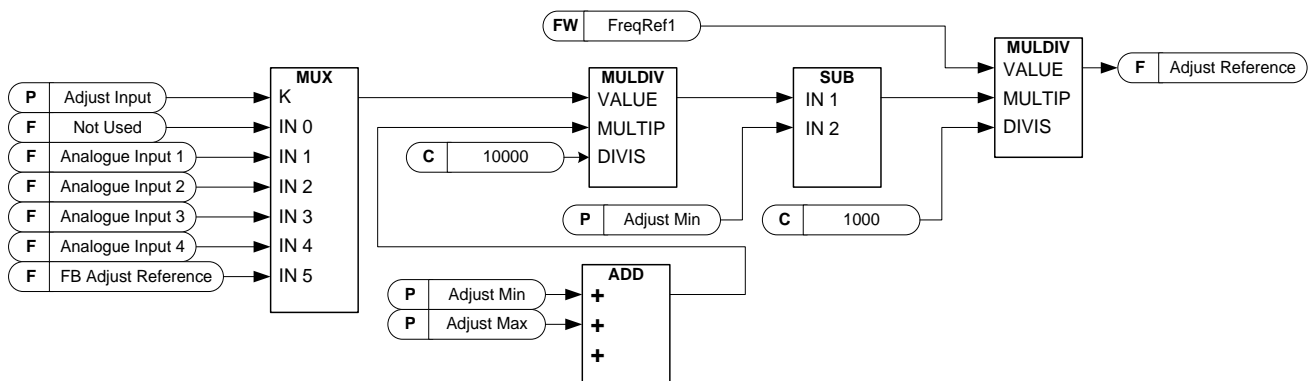 FW FreqRef1
MUX
K
IN 0
IN 1
IN 2
IN 3
IN 4
IN 5
P Adjust Input
F Not Used
F Analogue Input 1
F Analogue Input 2
F Analogue Input 3
F Analogue Input 4
F FB Adjust Reference
MULDIV
VALUE
MULTIP
DIVIS
C 10000
SUB
IN 1
IN 2
P Adjust Min
MULDIV
VALUE
MULTIP
DIVIS
C 1000
F Adjust Reference
ADD
+
+
+
P Adjust Min
P Adjust Max